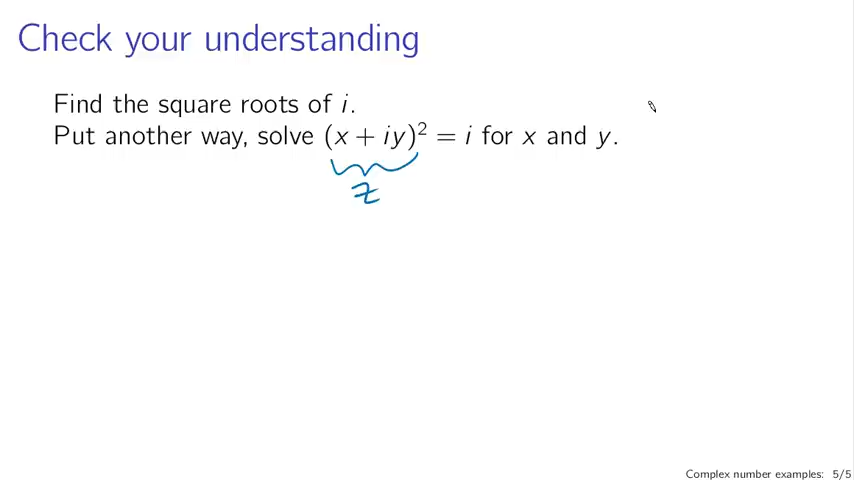 Check your understanding
Find the square roots of i.
Put another way, solve (x + iy)² = i for x and y.
z
Complex number examples: 5/5